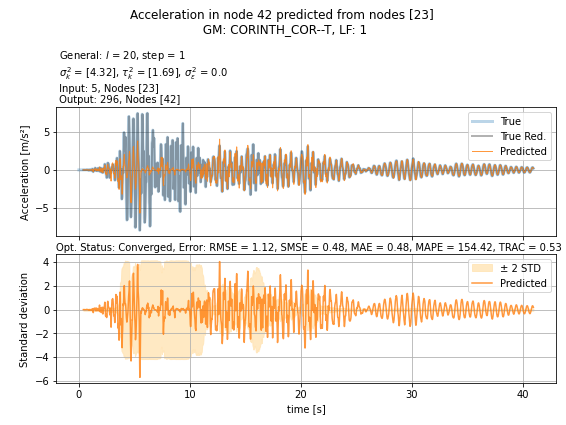 Acceleration in node 42 predicted from nodes [23]
GM: CORINTH_COR--T, LF: 1
General: l = 20, step = 1
σ²ₖ = [4.32], τ²ₖ = [1.69], σ²ε = 0.0
Input: 5, Nodes [23]
Output: 296, Nodes [42]
True
True Red.
Predicted
5
0
−5
Acceleration [m/s²]
Opt. Status: Converged, Error: RMSE = 1.12, SMSE = 0.48, MAE = 0.48, MAPE = 154.42, TRAC = 0.53
± 2 STD
Predicted
4
2
0
−2
−4
−6
Standard deviation
0 10 20 30 40
time [s]